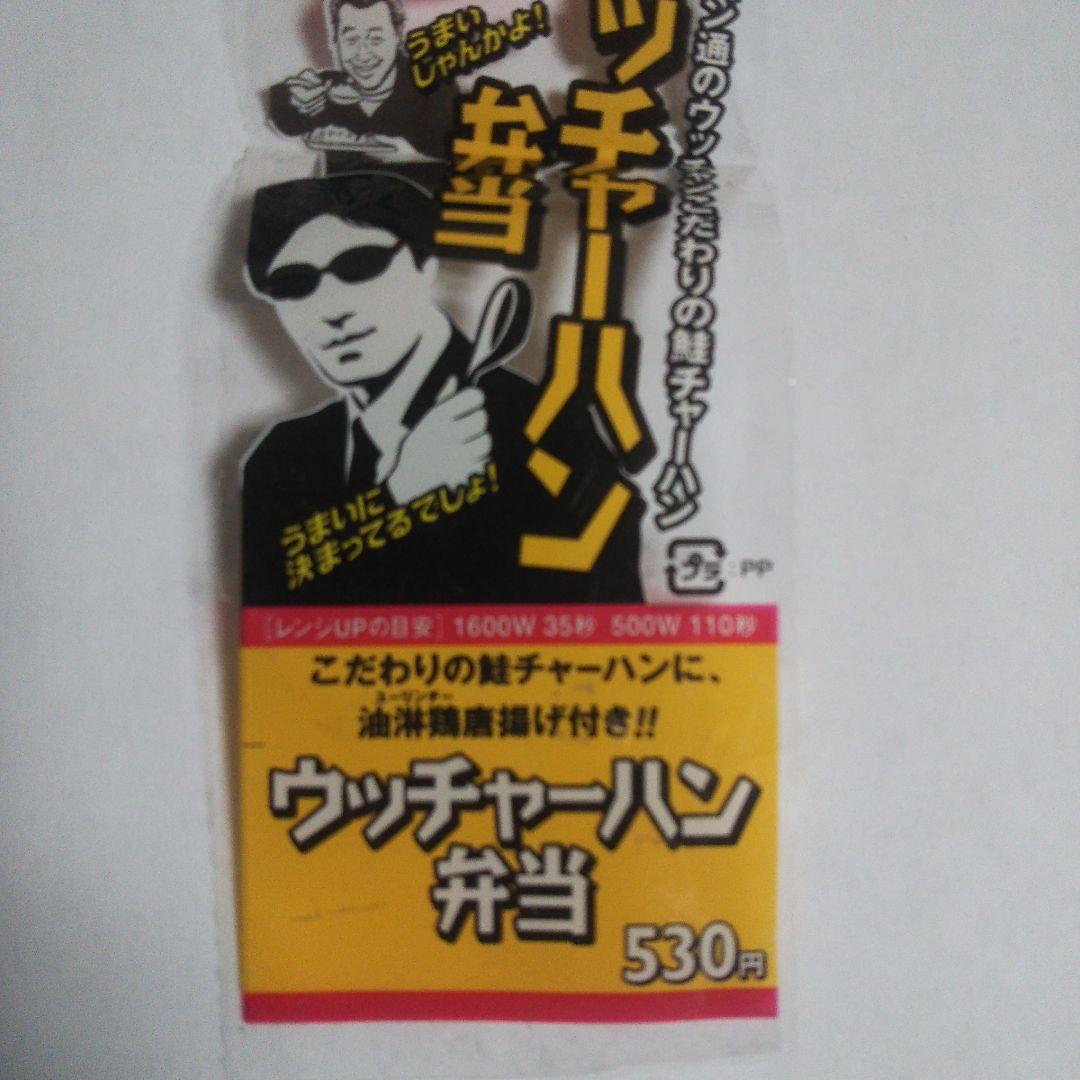 ン通のウッチンこだわりの鮭チャーハン
ッチャーハン
弁当
うまい
じゃんかよ!
うまいに
決まってるでしょ!
プラ:PP
[レンジUPの目安] 1600W 35秒 500W 110秒
こだわりの鮭チャーハンに、
ユーリンチー
油淋鶏唐揚げ付き!!
ウッチャーハン
弁当
530円